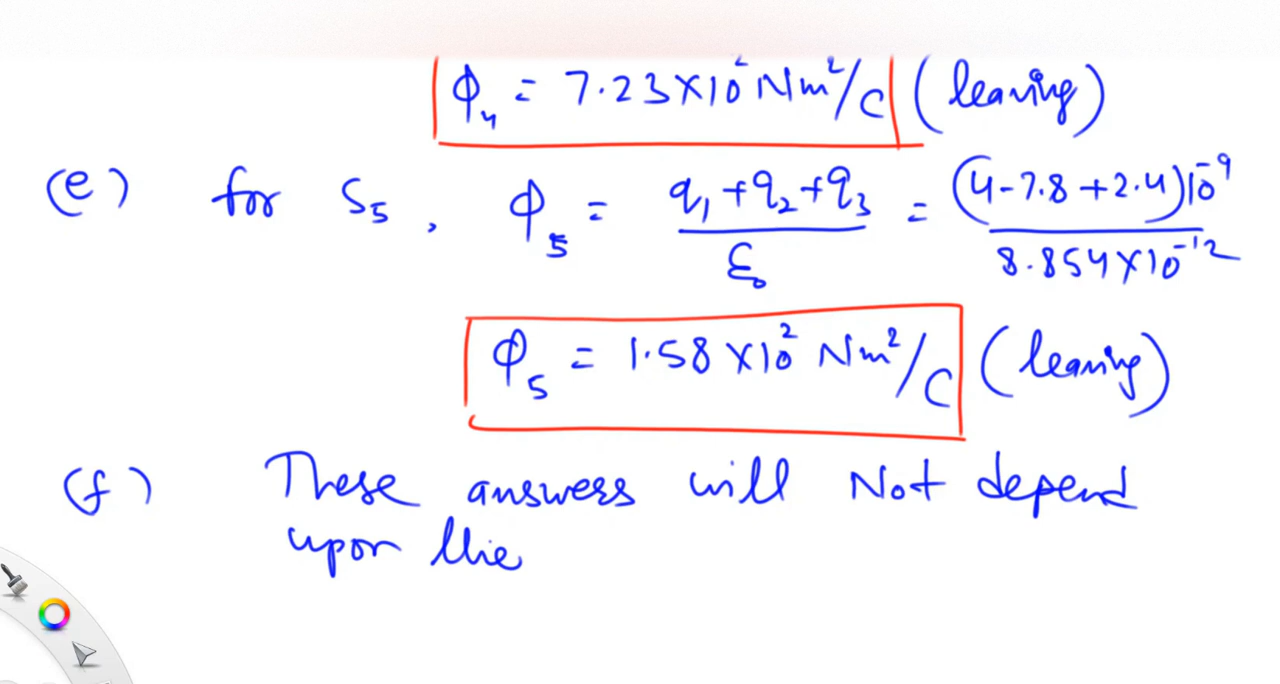 ϕ₄ = 7.23×10² Nm²/C (leaving)
(e) for S₅, ϕ₅ = (q₁+q₂+q₃)/ε₀ = (4-7.8+2.4)10⁻⁹/8.854×10⁻¹²
ϕ₅ = 1.58×10² Nm²/C (leaving)
(f) These answers will Not depend
upon the